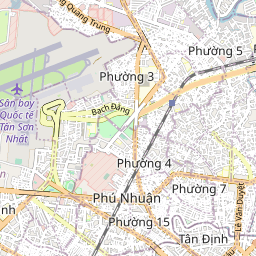 Quang Trung
Phường 5
Phường 3
Sân bay
Quốc tế
Tân Sơn
Nhất
Bạch Đằng
Phường 4
Phú Nhuận
Phường 7
Phường 15
Tân Định
Lê Văn Duyệt